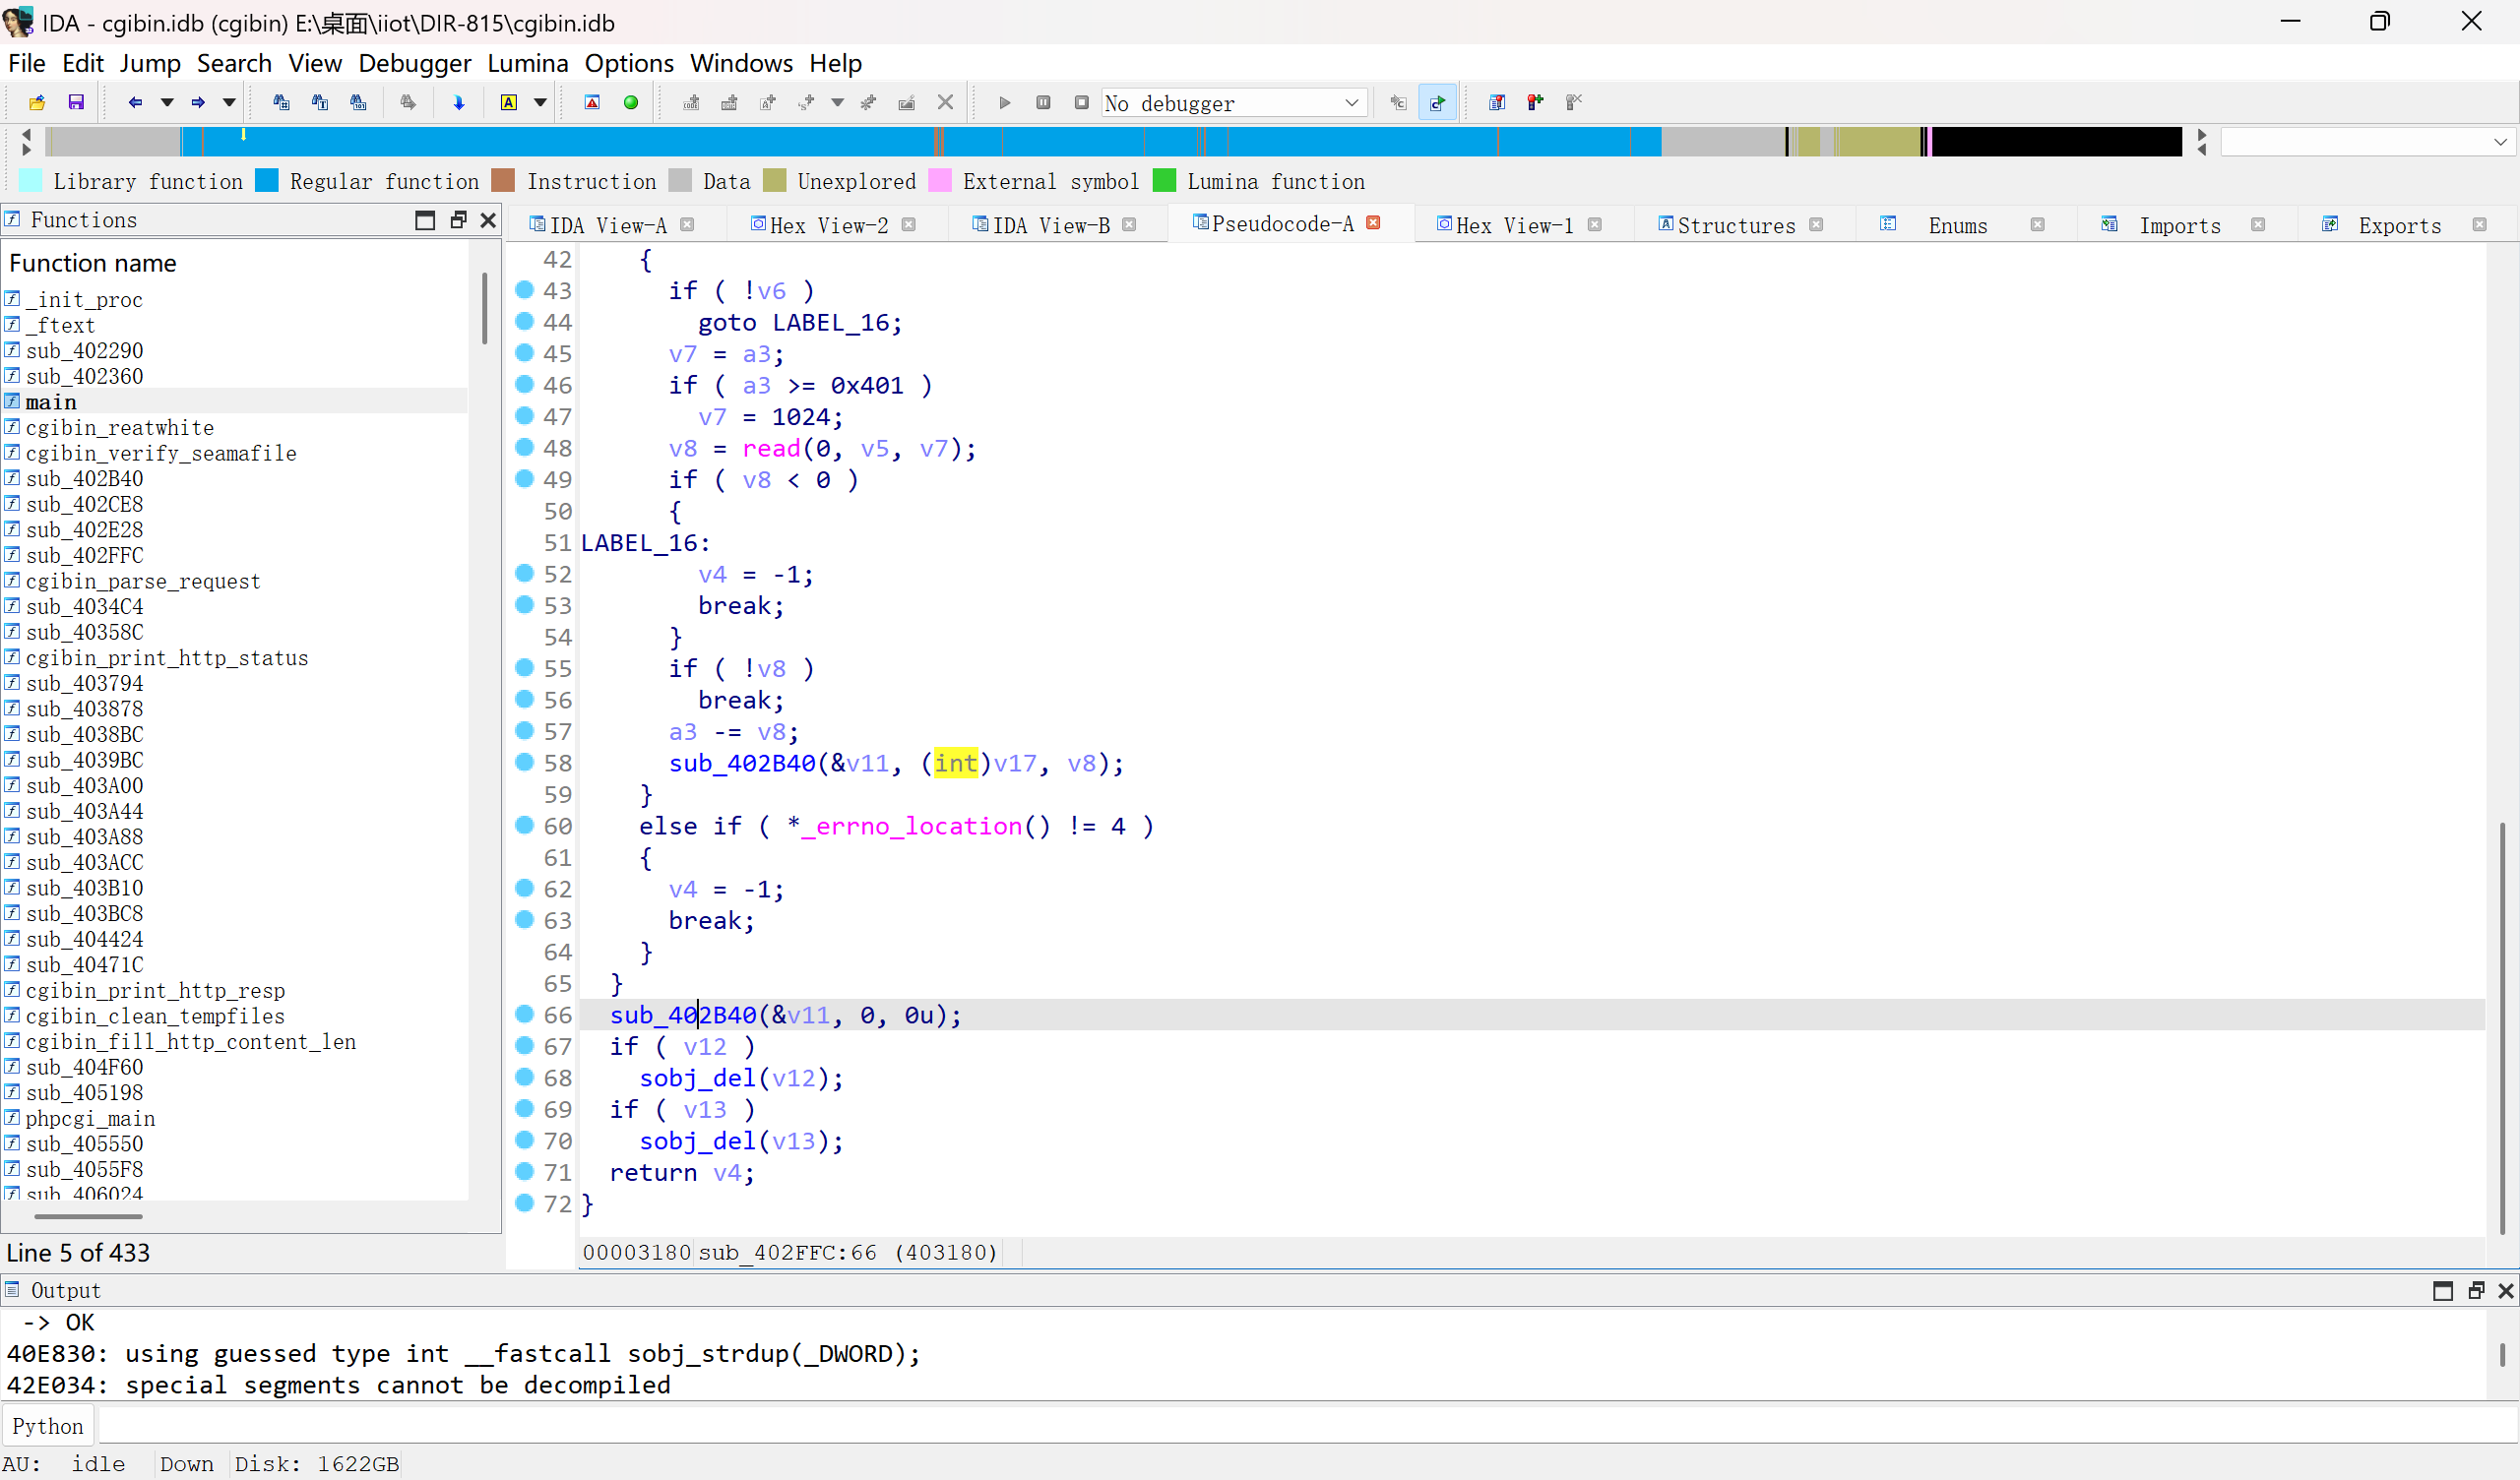 IDA - cgibin.idb (cgibin) E:\桌面\iiot\DIR-815\cgibin.idb
File Edit Jump Search View Debugger Lumina Options Windows Help
No debugger
Library function Regular function Instruction Data Unexplored External symbol Lumina function
Functions
Function name
_init_proc
_ftext
sub_402290
sub_402360
main
cgibin_reatwhite
cgibin_verify_seamafile
sub_402B40
sub_402CE8
sub_402E28
sub_402FFC
cgibin_parse_request
sub_4034C4
sub_40358C
cgibin_print_http_status
sub_403794
sub_403878
sub_4038BC
sub_4039BC
sub_403A00
sub_403A44
sub_403A88
sub_403ACC
sub_403B10
sub_403BC8
sub_404424
sub_40471C
cgibin_print_http_resp
cgibin_clean_tempfiles
cgibin_fill_http_content_len
sub_404F60
sub_405198
phpcgi_main
sub_405550
sub_4055F8
sub_406024
Line 5 of 433
IDA View-A Hex View-2 IDA View-B Pseudocode-A Hex View-1 Structures Enums Imports Exports
42 {
43 if ( !v6 )
44 goto LABEL_16;
45 v7 = a3;
46 if ( a3 >= 0x401 )
47 v7 = 1024;
48 v8 = read(0, v5, v7);
49 if ( v8 < 0 )
50 {
51 LABEL_16:
52 v4 = -1;
53 break;
54 }
55 if ( !v8 )
56 break;
57 a3 -= v8;
58 sub_402B40(&v11, (int)v17, v8);
59 }
60 else if ( *_errno_location() != 4 )
61 {
62 v4 = -1;
63 break;
64 }
65 }
66 sub_402B40(&v11, 0, 0u);
67 if ( v12 )
68 sobj_del(v12);
69 if ( v13 )
70 sobj_del(v13);
71 return v4;
72 }
00003180 sub_402FFC:66 (403180)
Output
-> OK
40E830: using guessed type int __fastcall sobj_strdup(_DWORD);
42E034: special segments cannot be decompiled
Python
AU: idle Down Disk: 1622GB